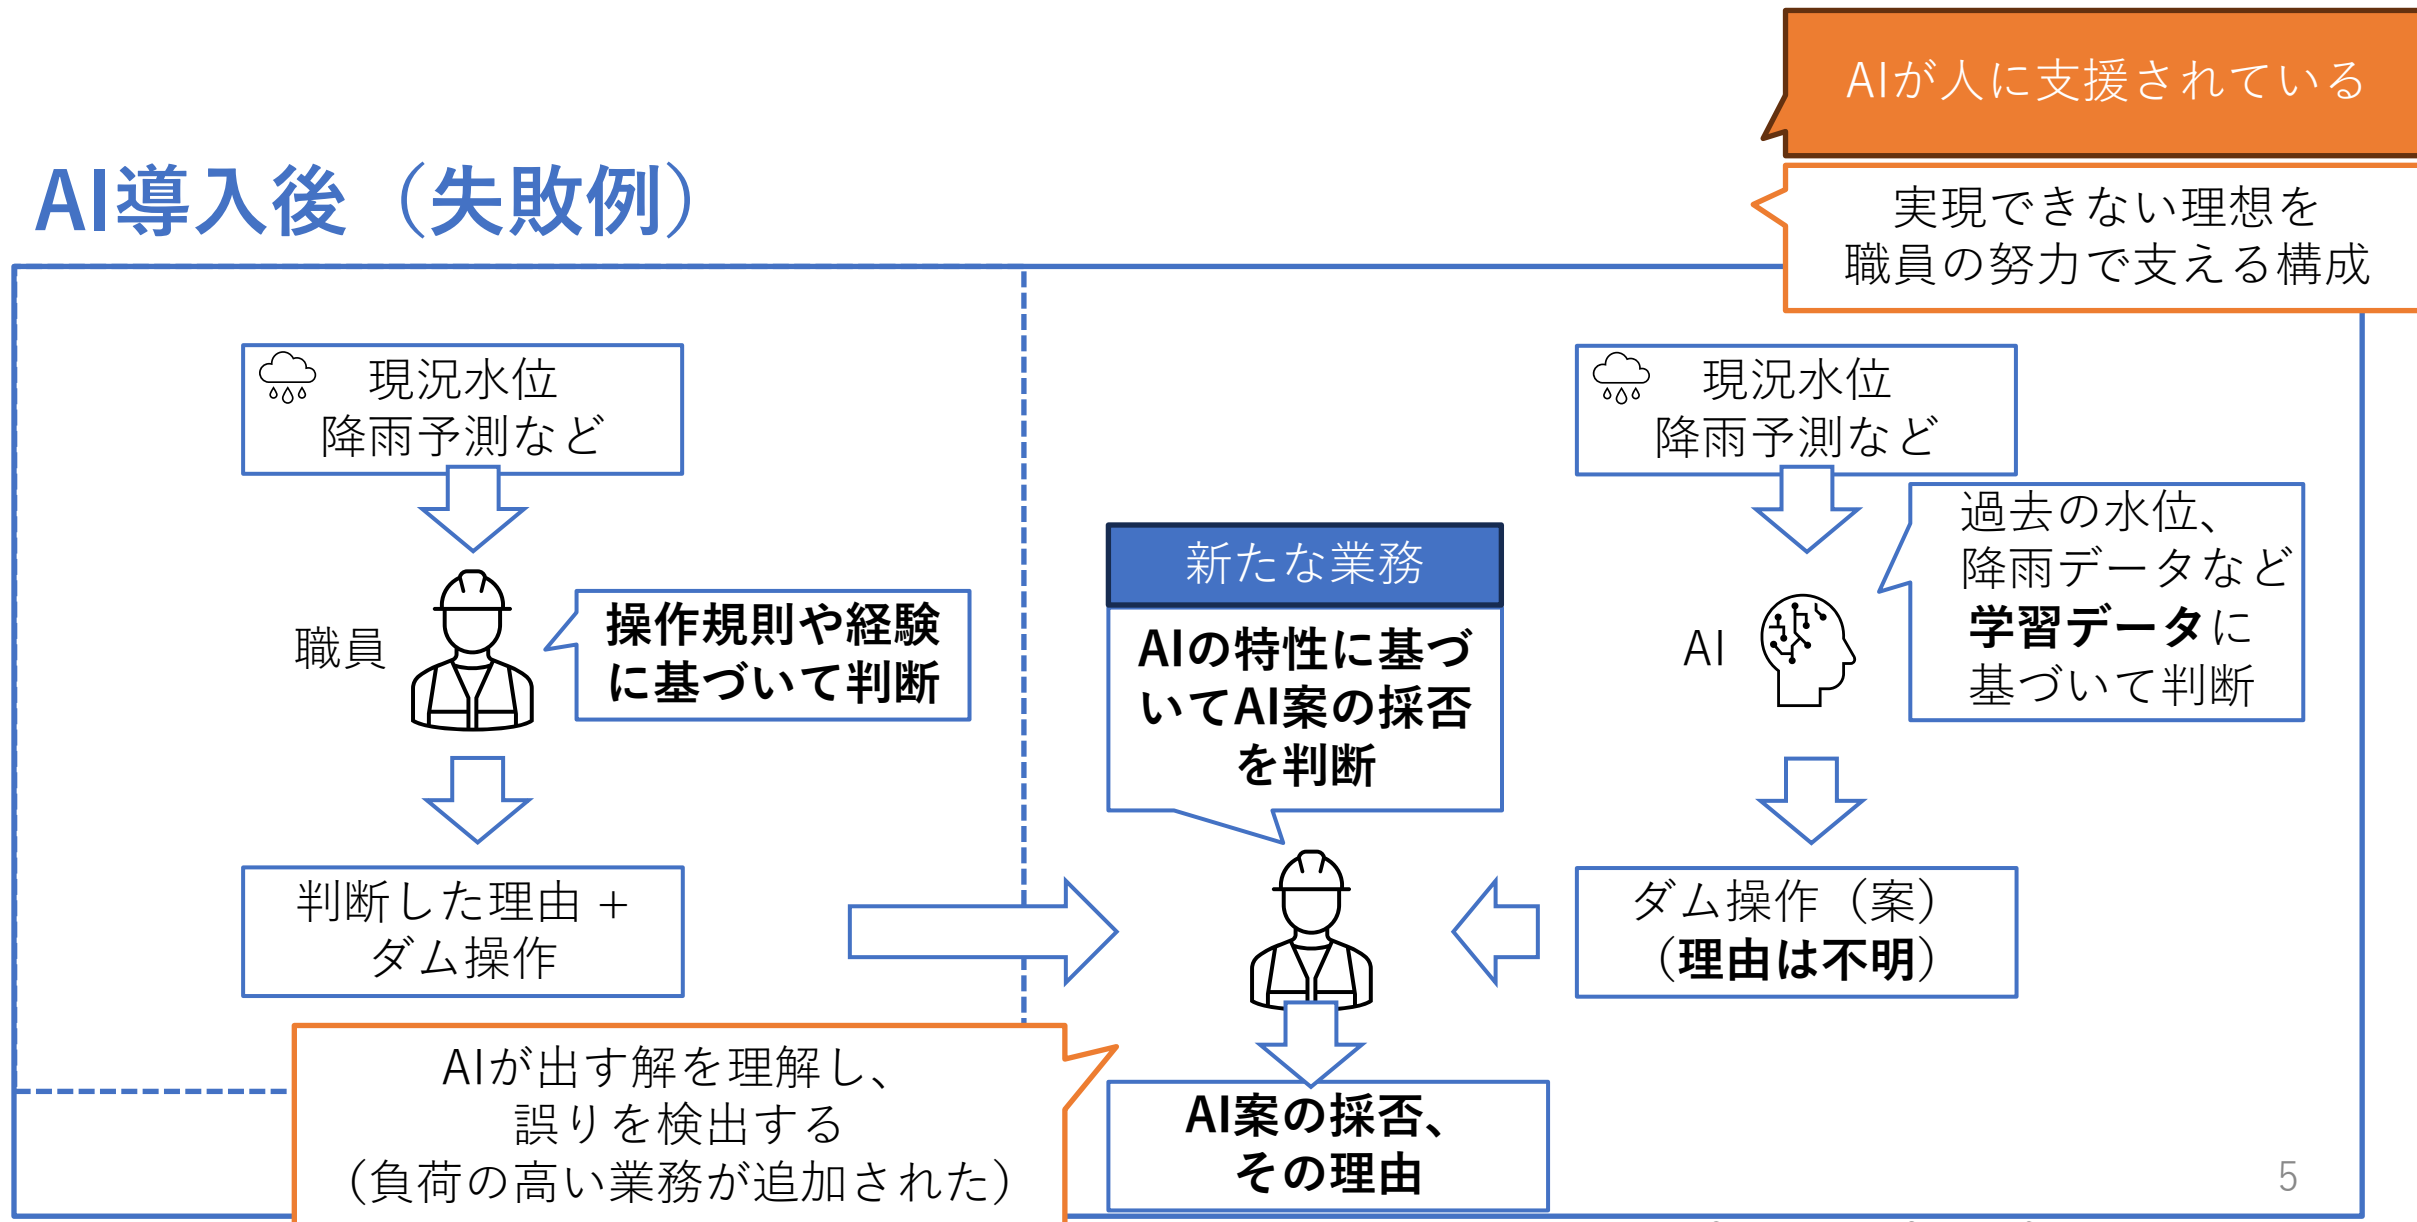 AIが人に支援されている
AI導入後（失敗例）
実現できない理想を
職員の努力で支える構成
現況水位
降雨予測など
職員
操作規則や経験
に基づいて判断
判断した理由 +
ダム操作
AIが出す解を理解し、
誤りを検出する
（負荷の高い業務が追加された）
新たな業務
AIの特性に基づ
いてAI案の採否
を判断
AI案の採否、
その理由
現況水位
降雨予測など
過去の水位、
降雨データなど
学習データに
基づいて判断
AI
ダム操作（案）
（理由は不明）
5